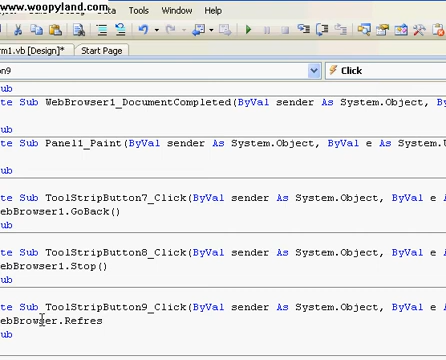 www.woopyland.com
Data Tools Window Help
rm1.vb [Design]* Start Page
on9 Click
ub
te Sub WebBrowser1_DocumentCompleted(ByVal sender As System.Object, By
ub
te Sub Panel1_Paint(ByVal sender As System.Object, ByVal e As System.W
ub
te Sub ToolStripButton7_Click(ByVal sender As System.Object, ByVal e A
ebBrowser1.GoBack()
ub
te Sub ToolStripButton8_Click(ByVal sender As System.Object, ByVal e A
ebBrowser1.Stop()
ub
te Sub ToolStripButton9_Click(ByVal sender As System.Object, ByVal e A
ebBrowser.Refres
ub